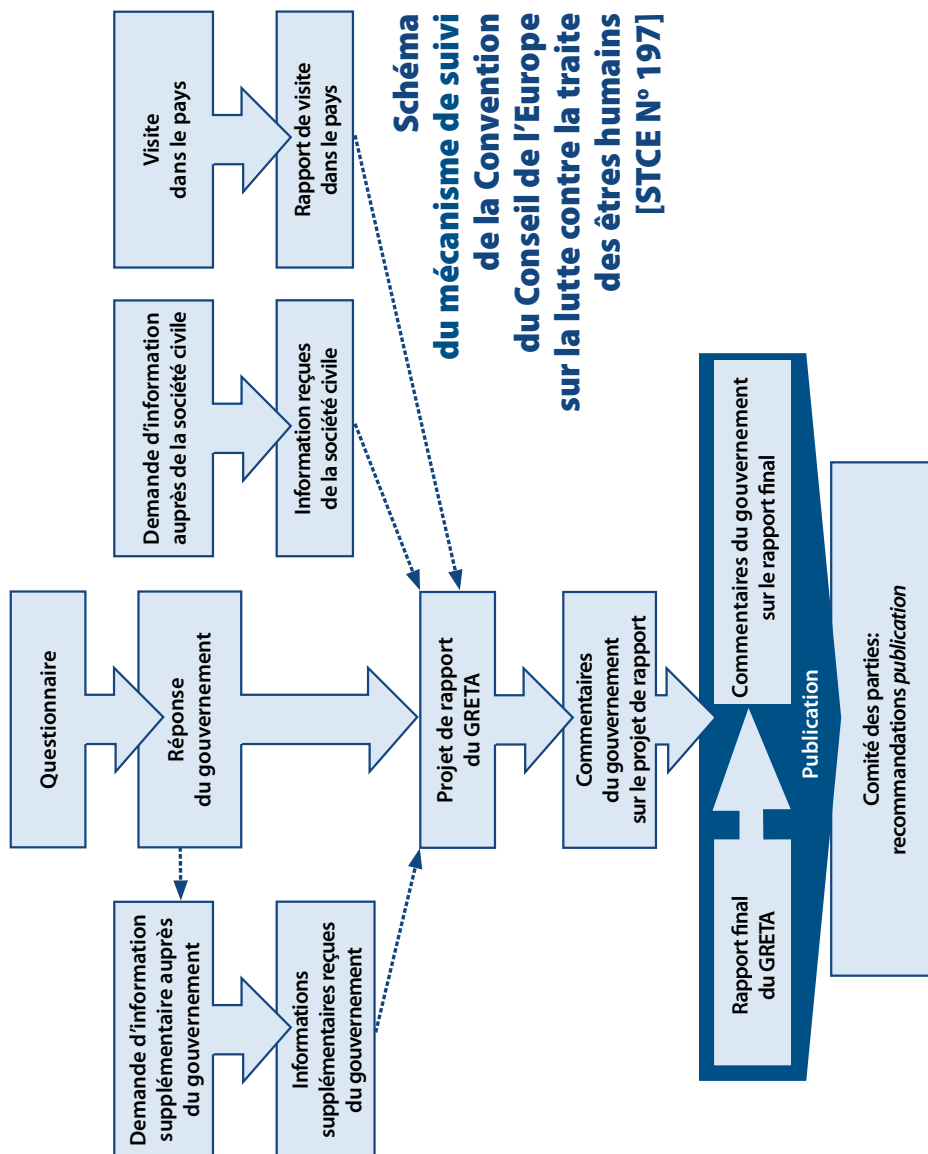 Schéma
du mécanisme de suivi
de la Convention
du Conseil de l'Europe
sur la lutte contre la traite
des êtres humains
[STCE Nº 197]
Questionnaire
Réponse
du gouvernement
Demande d'information
supplémentaire auprès
du gouvernement
Informations
supplémentaires reçues
du gouvernement
Demande d'information
auprès de la société civile
Information reçues
de la société civile
Visite
dans le pays
Rapport de visite
dans le pays
Projet de rapport
du GRETA
Commentaires
du gouvernement
sur le projet de rapport
Rapport final
du GRETA
Commentaires du gouvernement
sur le rapport final
Publication
Comité des parties:
recommandations publication